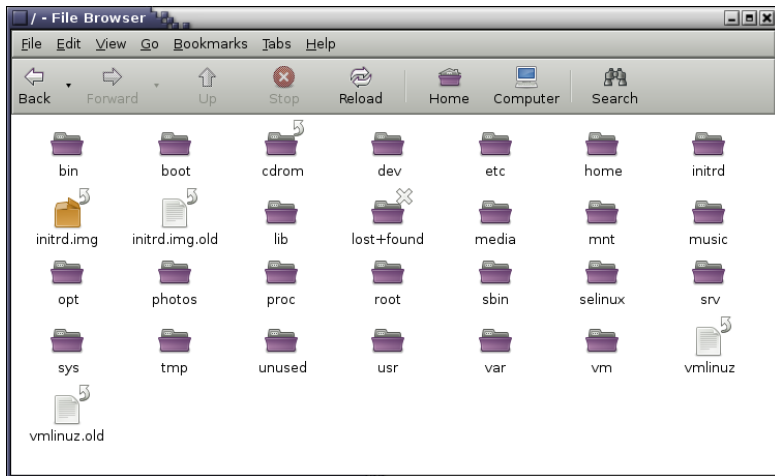 / - File Browser
File Edit View Go Bookmarks Tabs Help
Back Forward Up Stop Reload Home Computer Search
bin boot cdrom dev etc home initrd
initrd.img initrd.img.old lib lost+found media mnt music
opt photos proc root sbin selinux srv
sys tmp unused usr var vm vmlinuz
vmlinuz.old